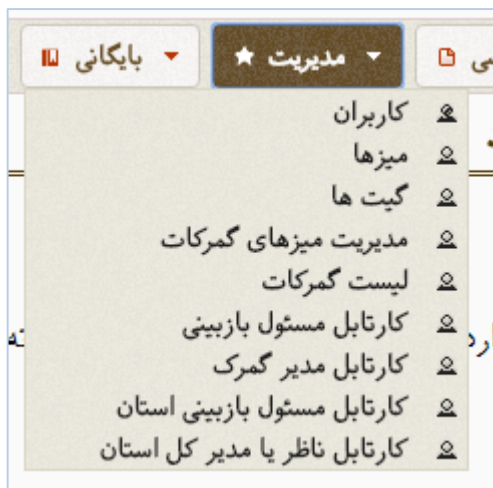 مدیریت
بایگانی
کاربران
میزها
گیت ها
مدیریت میزهای گمرکات
لیست گمرکات
کارتابل مسئول بازبینی
کارتابل مدیر گمرک
کارتابل مسئول بازبینی استان
کارتابل ناظر یا مدیر کل استان